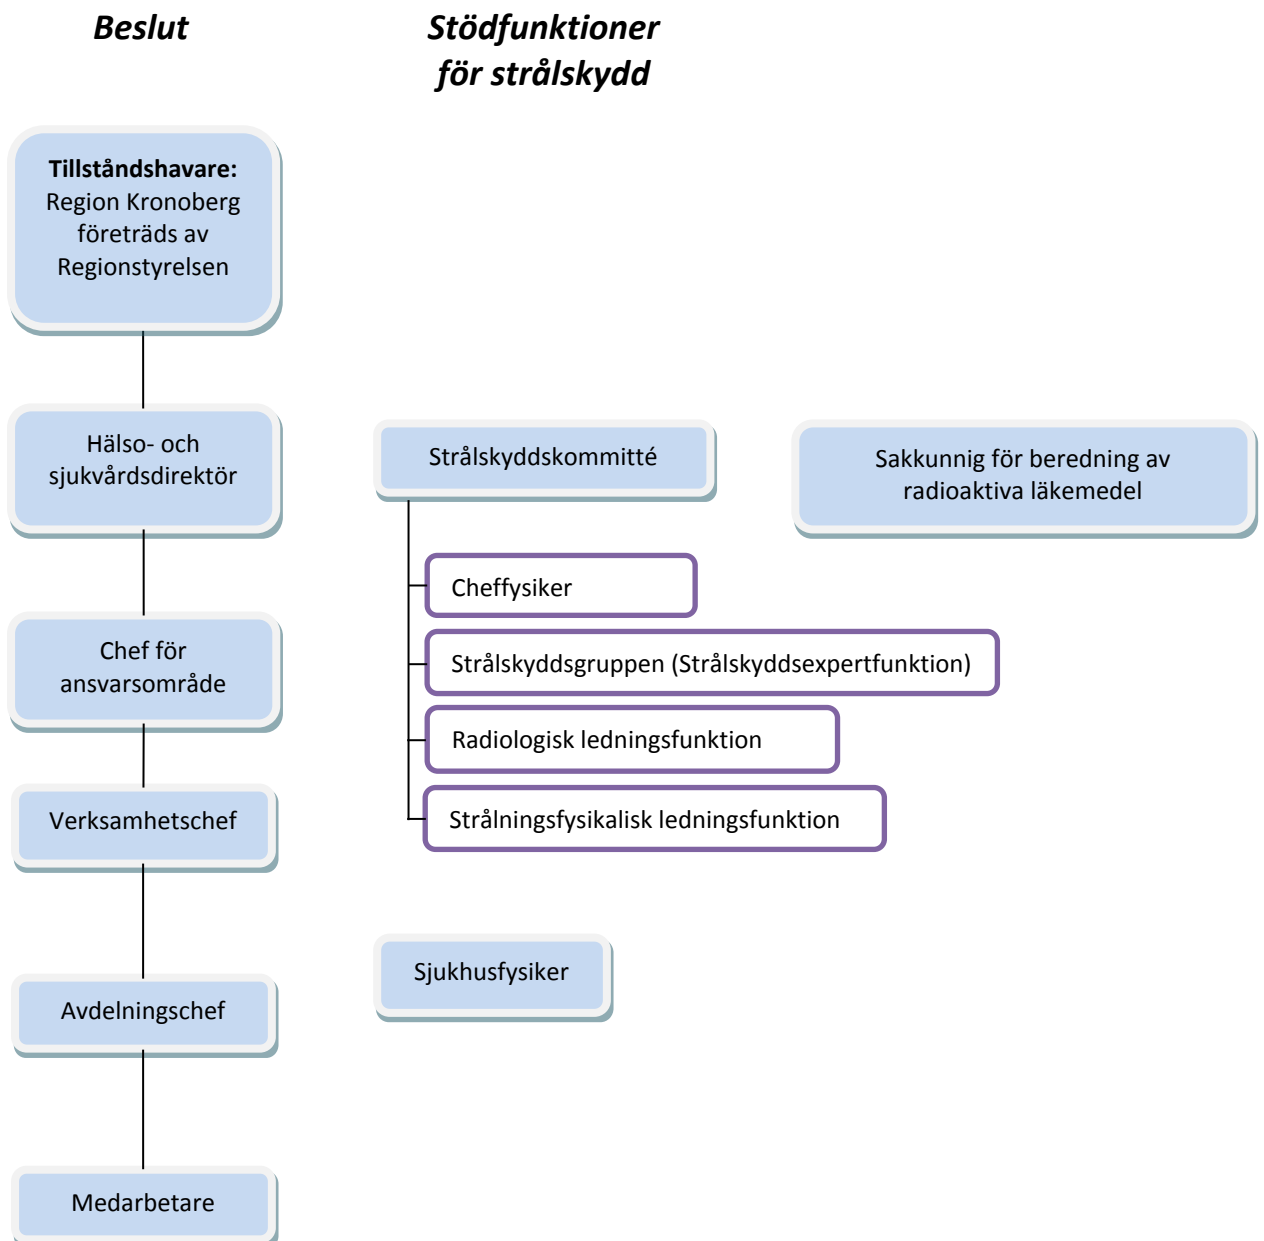 Beslut
Stödfunktioner
för strålskydd
Tillståndshavare:
Region Kronoberg
företräds av
Regionstyrelsen
Hälso- och
sjukvårdsdirektör
Strålskyddskommitté
Sakkunnig för beredning av
radioaktiva läkemedel
Cheffysiker
Chef för
ansvarsområde
Strålskyddsgruppen (Strålskyddsexpertfunktion)
Radiologisk ledningsfunktion
Verksamhetschef
Strålningsfysikalisk ledningsfunktion
Sjukhusfysiker
Avdelningschef
Medarbetare